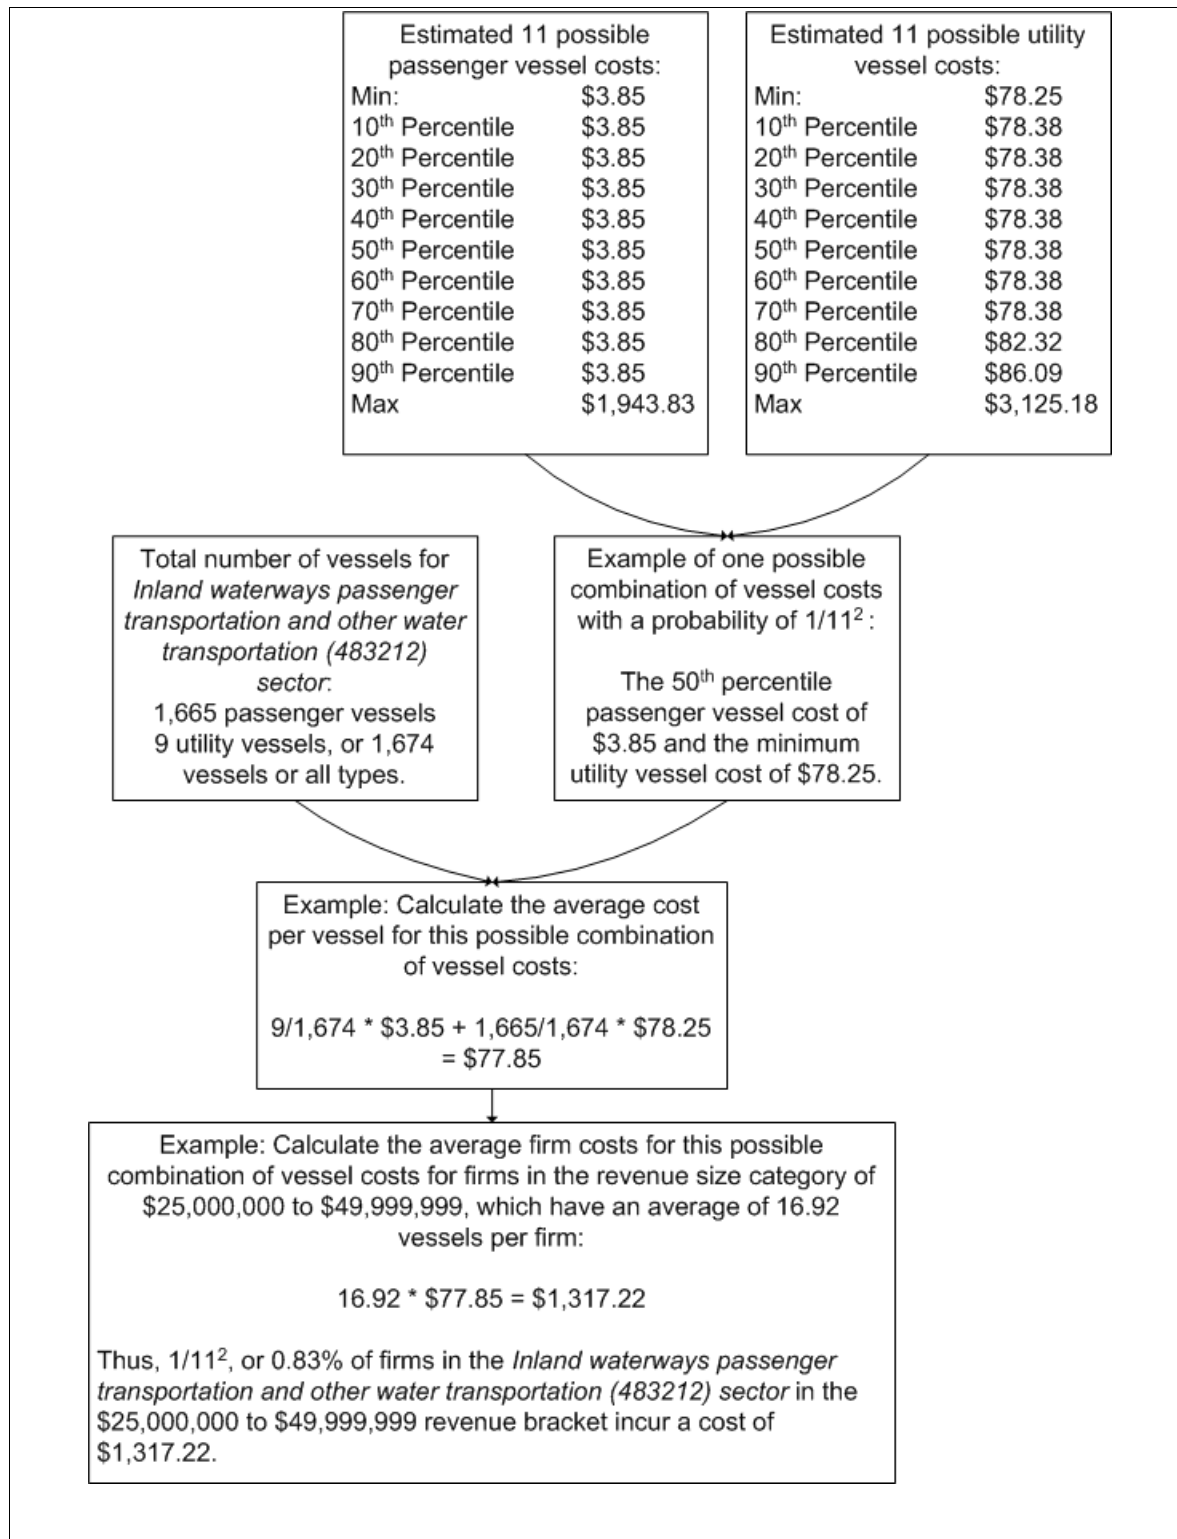 Estimated 11 possible
passenger vessel costs:
Min: $3.85
10th Percentile $3.85
20th Percentile $3.85
30th Percentile $3.85
40th Percentile $3.85
50th Percentile $3.85
60th Percentile $3.85
70th Percentile $3.85
80th Percentile $3.85
90th Percentile $3.85
Max $1,943.83
Estimated 11 possible utility
vessel costs:
Min: $78.25
10th Percentile $78.38
20th Percentile $78.38
30th Percentile $78.38
40th Percentile $78.38
50th Percentile $78.38
60th Percentile $78.38
70th Percentile $78.38
80th Percentile $82.32
90th Percentile $86.09
Max $3,125.18
Total number of vessels for
Inland waterways passenger
transportation and other water
transportation (483212)
sector:
1,665 passenger vessels
9 utility vessels, or 1,674
vessels or all types.
Example of one possible
combination of vessel costs
with a probability of 1/11² :
The 50th percentile
passenger vessel cost of
$3.85 and the minimum
utility vessel cost of $78.25.
Example: Calculate the average cost
per vessel for this possible combination
of vessel costs:
9/1,674 * $3.85 + 1,665/1,674 * $78.25
= $77.85
Example: Calculate the average firm costs for this possible
combination of vessel costs for firms in the revenue size category of
$25,000,000 to $49,999,999, which have an average of 16.92
vessels per firm:
16.92 * $77.85 = $1,317.22
Thus, 1/11², or 0.83% of firms in the Inland waterways passenger
transportation and other water transportation (483212) sector in the
$25,000,000 to $49,999,999 revenue bracket incur a cost of
$1,317.22.